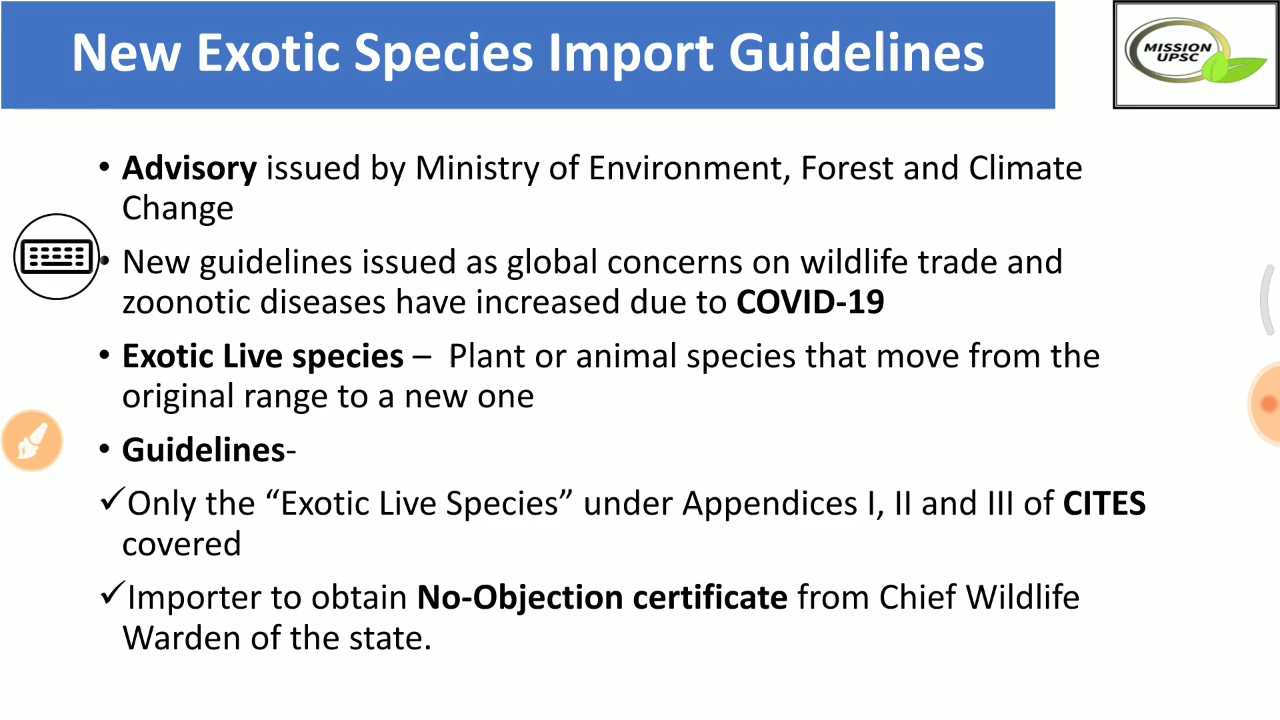 New Exotic Species Import Guidelines
MISSION
UPSC
• Advisory issued by Ministry of Environment, Forest and Climate
Change
• New guidelines issued as global concerns on wildlife trade and
zoonotic diseases have increased due to COVID-19
• Exotic Live species – Plant or animal species that move from the
original range to a new one
• Guidelines-
✓Only the “Exotic Live Species” under Appendices I, II and III of CITES
covered
✓Importer to obtain No-Objection certificate from Chief Wildlife
Warden of the state.